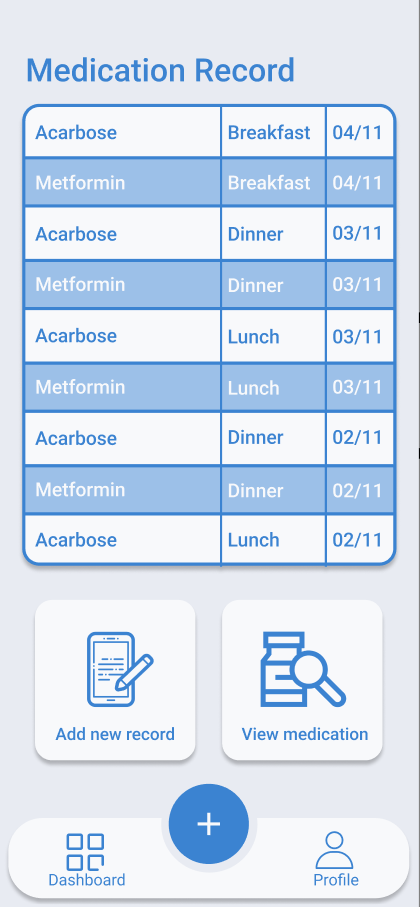 Medication Record
Acarbose Breakfast 04/11
Metformin Breakfast 04/11
Acarbose Dinner 03/11
Metformin Dinner 03/11
Acarbose Lunch 03/11
Metformin Lunch 03/11
Acarbose Dinner 02/11
Metformin Dinner 02/11
Acarbose Lunch 02/11
Add new record
View medication
+
Dashboard
Profile